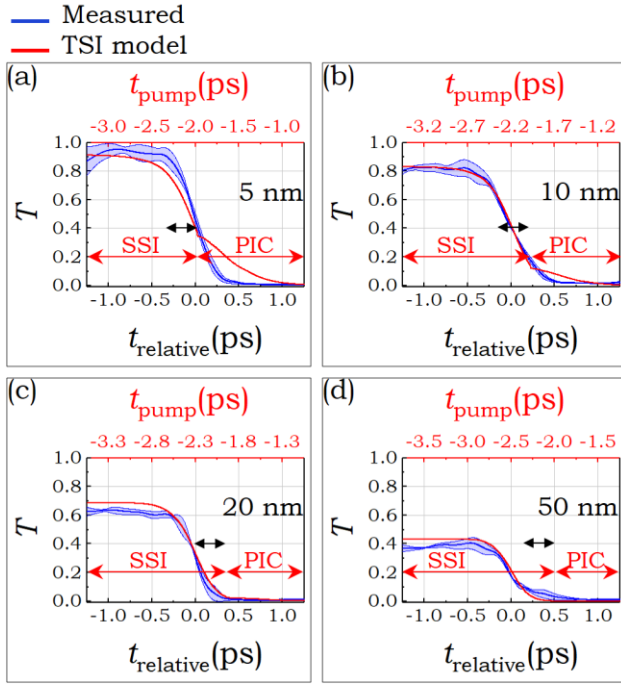 Measured
TSI model
(a)
t_pump(ps)
-3.0 -2.5 -2.0 -1.5 -1.0
1.0
0.8
0.6
0.4
0.2
0.0
T
5 nm
SSI
PIC
-1.0 -0.5 0.0 0.5 1.0
t_relative(ps)
(b)
t_pump(ps)
-3.2 -2.7 -2.2 -1.7 -1.2
1.0
0.8
0.6
0.4
0.2
0.0
T
10 nm
SSI
PIC
-1.0 -0.5 0.0 0.5 1.0
t_relative(ps)
(c)
t_pump(ps)
-3.3 -2.8 -2.3 -1.8 -1.3
1.0
0.8
0.6
0.4
0.2
0.0
T
20 nm
SSI
PIC
-1.0 -0.5 0.0 0.5 1.0
t_relative(ps)
(d)
t_pump(ps)
-3.5 -3.0 -2.5 -2.0 -1.5
1.0
0.8
0.6
0.4
0.2
0.0
T
50 nm
SSI
PIC
-1.0 -0.5 0.0 0.5 1.0
t_relative(ps)